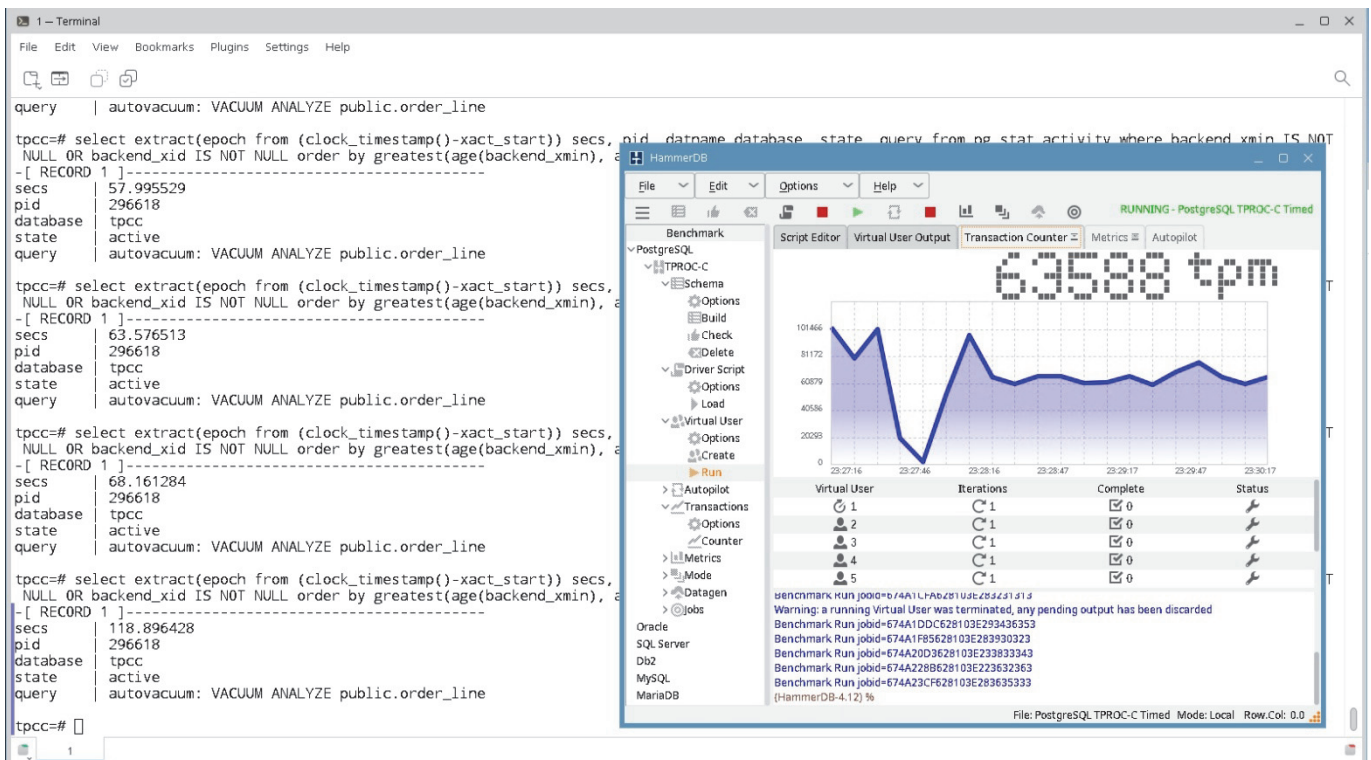 1 — Terminal
File Edit View Bookmarks Plugins Settings Help
query | autovacuum: VACUUM ANALYZE public.order_line
tpcc=# select extract(epoch from (clock_timestamp()-xact_start)) secs, pid, datname database, state, query from pg_stat_activity where backend_xmin IS NOT
NULL OR backend_xid IS NOT NULL order by greatest(age(backend_xmin), a
-[ RECORD 1 ]------------------------------------------
secs | 57.995529
pid | 296618
database | tpcc
state | active
query | autovacuum: VACUUM ANALYZE public.order_line
tpcc=# select extract(epoch from (clock_timestamp()-xact_start)) secs, T
NULL OR backend_xid IS NOT NULL order by greatest(age(backend_xmin), a
-[ RECORD 1 ]------------------------------------------
secs | 63.576513
pid | 296618
database | tpcc
state | active
query | autovacuum: VACUUM ANALYZE public.order_line
tpcc=# select extract(epoch from (clock_timestamp()-xact_start)) secs, T
NULL OR backend_xid IS NOT NULL order by greatest(age(backend_xmin), a
-[ RECORD 1 ]------------------------------------------
secs | 68.161284
pid | 296618
database | tpcc
state | active
query | autovacuum: VACUUM ANALYZE public.order_line
tpcc=# select extract(epoch from (clock_timestamp()-xact_start)) secs, T
NULL OR backend_xid IS NOT NULL order by greatest(age(backend_xmin), a
-[ RECORD 1 ]------------------------------------------
secs | 118.896428
pid | 296618
database | tpcc
state | active
query | autovacuum: VACUUM ANALYZE public.order_line
tpcc=#
1
HammerDB
File Edit Options Help
RUNNING - PostgreSQL TPROC-C Timed
Benchmark
PostgreSQL
TPROC-C
Schema
Options
Build
Check
Delete
Driver Script
Options
Load
Virtual User
Options
Create
Run
Autopilot
Transactions
Options
Counter
Metrics
Mode
Datagen
Jobs
Oracle
SQL Server
Db2
MySQL
MariaDB
Script Editor Virtual User Output Transaction Counter Metrics Autopilot
63588 tpm
101466
81172
60879
40586
20293
0
23:27:16 23:27:46 23:28:16 23:28:47 23:29:17 23:29:47 23:30:17
Virtual User Iterations Complete Status
1 1 0
2 1 0
3 1 0
4 1 0
5 1 0
Benchmark Run jobid=674A1CFA628103E283231313
Warning: a running Virtual User was terminated, any pending output has been discarded
Benchmark Run jobid=674A1DDC628103E293436353
Benchmark Run jobid=674A1F85628103E283930323
Benchmark Run jobid=674A20D3628103E233833343
Benchmark Run jobid=674A228B628103E223632363
Benchmark Run jobid=674A23CF628103E283635333
(HammerDB-4.12) %
File: PostgreSQL TPROC-C Timed Mode: Local Row.Col: 0.0